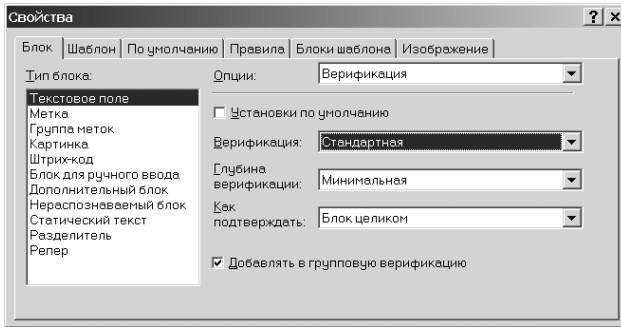 Свойства
Блок Шаблон По умолчанию Правила Блоки шаблона Изображение
Тип блока:
Текстовое поле
Метка
Группа меток
Картинка
Штрих-код
Блок для ручного ввода
Дополнительный блок
Нераспознаваемый блок
Статический текст
Разделитель
Репер
Опции: Верификация
Установки по умолчанию
Верификация: Стандартная
Глубина
верификации: Минимальная
Как
подтверждать: Блок целиком
Добавлять в групповую верификацию